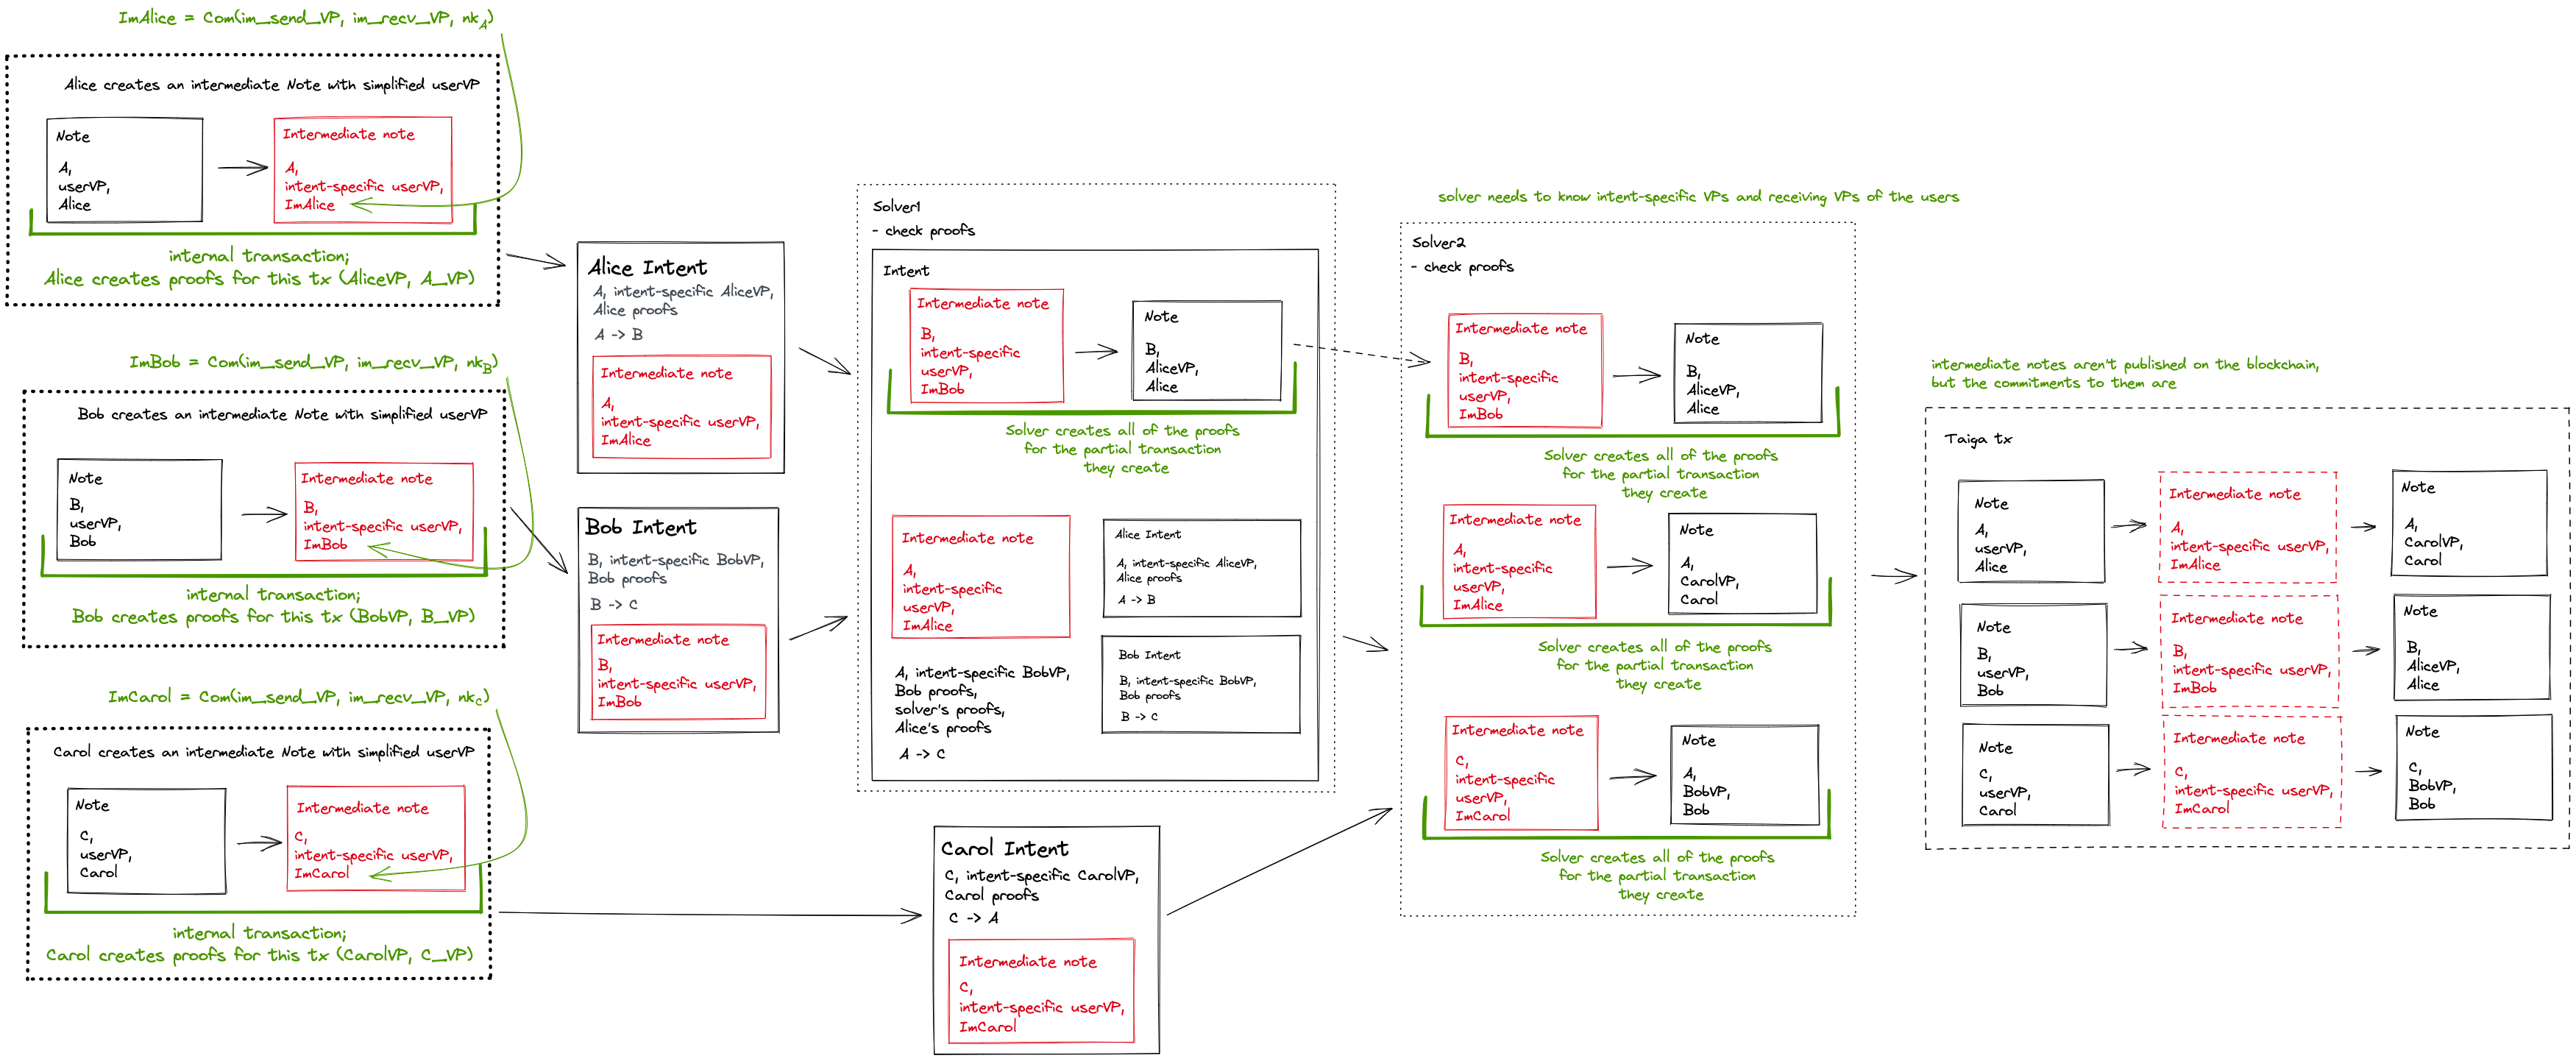 ImAlice = Com(im_send_VP, im_recv_VP, nkA)
Alice creates an intermediate Note with simplified userVP
Note
A,
userVP,
Alice
Intermediate note
A,
intent-specific userVP,
ImAlice
internal transaction;
Alice creates proofs for this tx (AliceVP, A_VP)
ImBob = Com(im_send_VP, im_recv_VP, nkB)
Bob creates an intermediate Note with simplified userVP
Note
B,
userVP,
Bob
Intermediate note
B,
intent-specific userVP,
ImBob
internal transaction;
Bob creates proofs for this tx (BobVP, B_VP)
ImCarol = Com(im_send_VP, im_recv_VP, nkC)
Carol creates an intermediate Note with simplified userVP
Note
C,
userVP,
Carol
Intermediate note
C,
intent-specific userVP,
ImCarol
internal transaction;
Carol creates proofs for this tx (CarolVP, C_VP)
Alice Intent
A, intent-specific AliceVP,
Alice proofs
A -> B
Intermediate note
A,
intent-specific userVP,
ImAlice
Bob Intent
B, intent-specific BobVP,
Bob proofs
B -> C
Intermediate note
B,
intent-specific userVP,
ImBob
Carol Intent
C, intent-specific CarolVP,
Carol proofs
C -> A
Intermediate note
C,
intent-specific userVP,
ImCarol
Solver1
- check proofs
Intent
Intermediate note
B,
intent-specific
userVP,
ImBob
Note
B,
AliceVP,
Alice
Solver creates all of the proofs
for the partial transaction
they create
Intermediate note
A,
intent-specific
userVP,
ImAlice
Alice Intent
A, intent-specific AliceVP,
Alice proofs
A -> B
Bob Intent
B, intent-specific BobVP,
Bob proofs
B -> C
A, intent-specific BobVP,
Bob proofs,
solver's proofs,
Alice's proofs
A -> C
solver needs to know intent-specific VPs and receiving VPs of the users
Solver2
- check proofs
Intermediate note
B,
intent-specific
userVP,
ImBob
Note
B,
AliceVP,
Alice
Solver creates all of the proofs
for the partial transaction
they create
Intermediate note
A,
intent-specific
userVP,
ImAlice
Note
A,
CarolVP,
Carol
Solver creates all of the proofs
for the partial transaction
they create
Intermediate note
C,
intent-specific
userVP,
ImCarol
Note
A,
BobVP,
Bob
Solver creates all of the proofs
for the partial transaction
they create
intermediate notes aren't published on the blockchain,
but the commitments to them are
Taiga tx
Note
A,
userVP,
Alice
Intermediate note
A,
intent-specific userVP,
ImAlice
Note
A,
CarolVP,
Carol
Note
B,
userVP,
Bob
Intermediate note
B,
intent-specific userVP,
ImBob
Note
B,
AliceVP,
Alice
Note
C,
userVP,
Carol
Intermediate note
C,
intent-specific userVP,
ImCarol
Note
C,
BobVP,
Bob